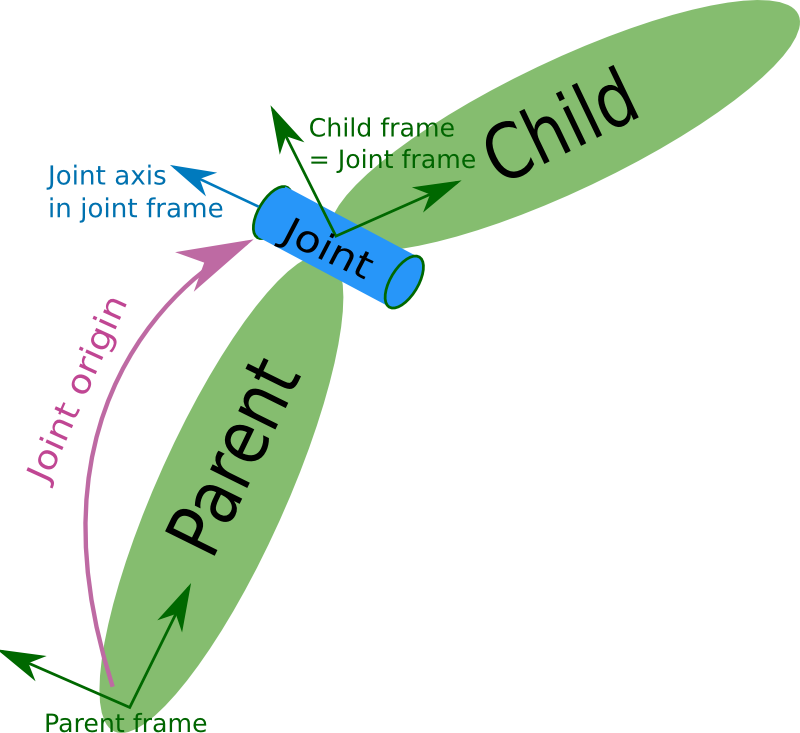 Child
Child frame
= Joint frame
Joint axis
in joint frame
Joint
Joint origin
Parent
Parent frame